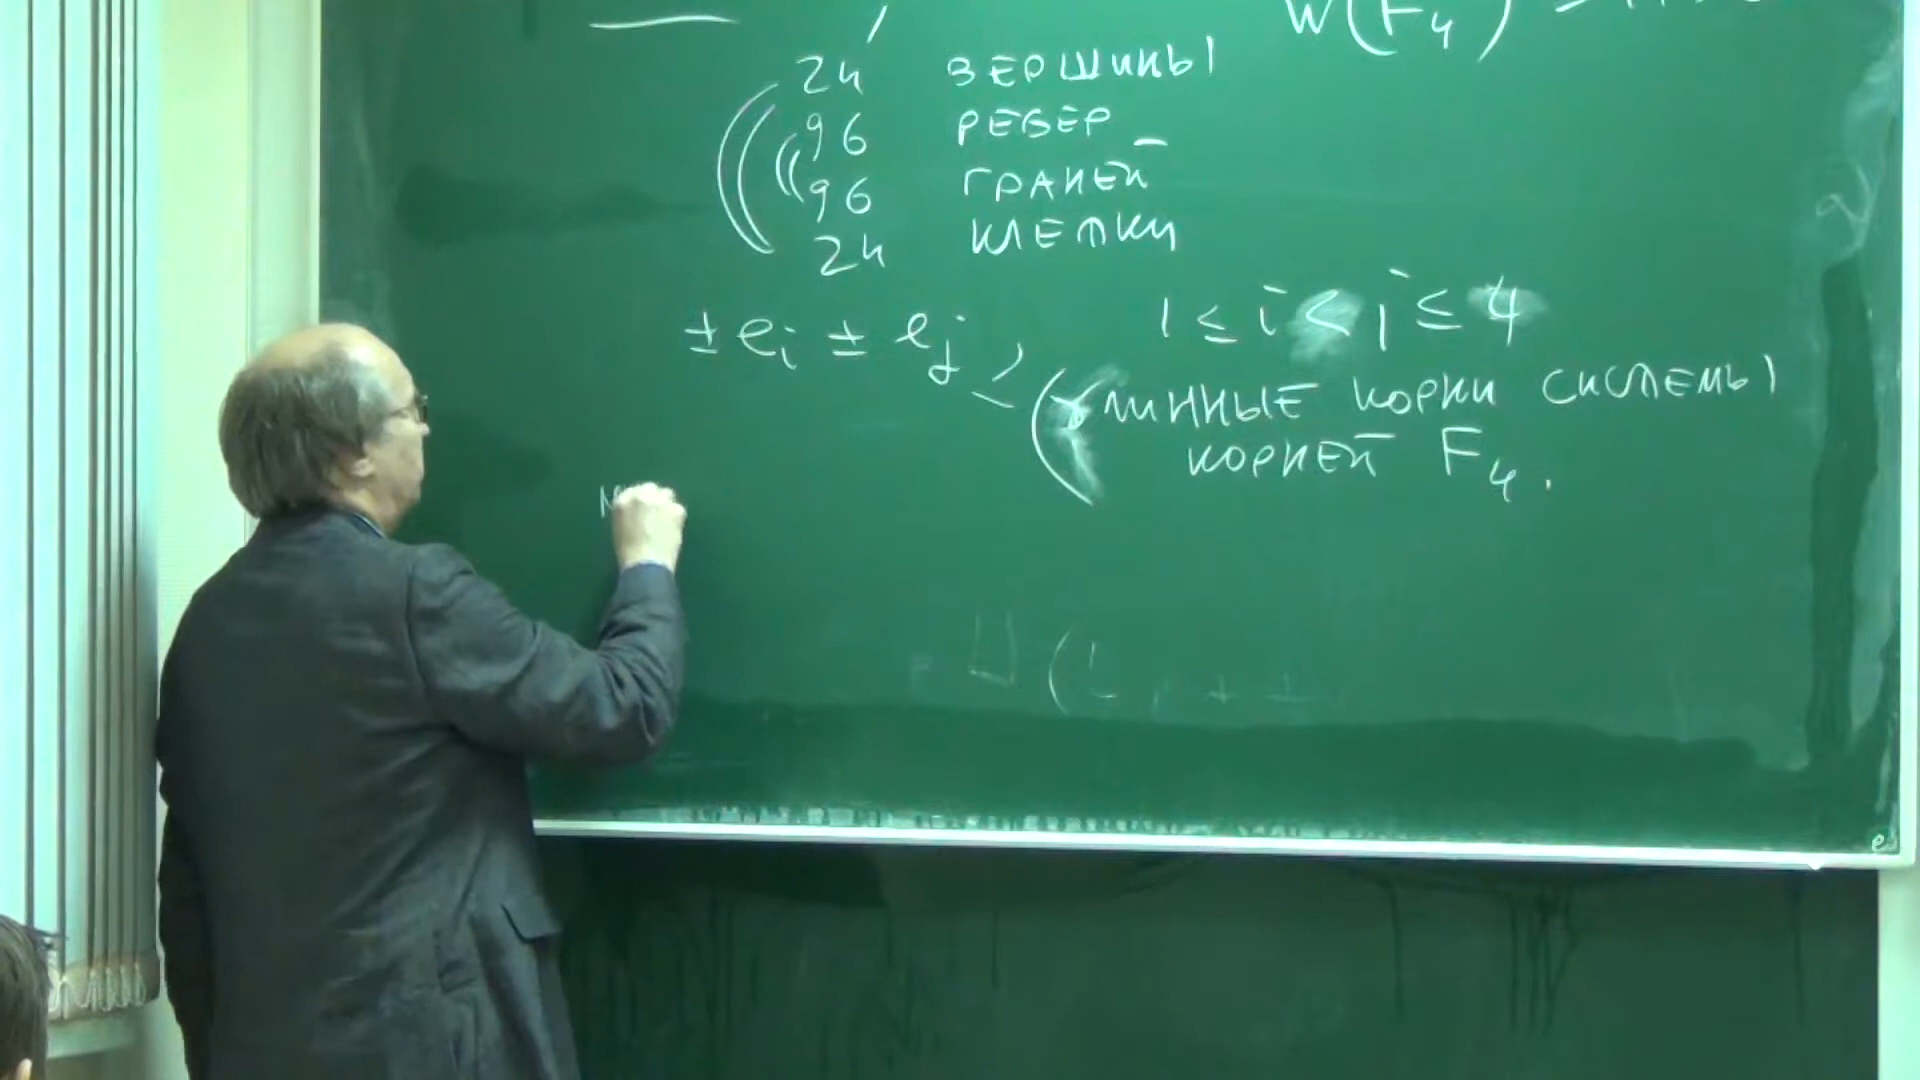 W(F₄)
24 ВЕРШИНЫ
96 РЕБЕР
96 ГРАНЕЙ
24 КЛЕТКИ
± eᵢ ± eⱼ, 1 ≤ i < j ≤ 4
– (ДЛИННЫЕ КОРНИ СИСТЕМЫ
КОРНЕЙ F₄.